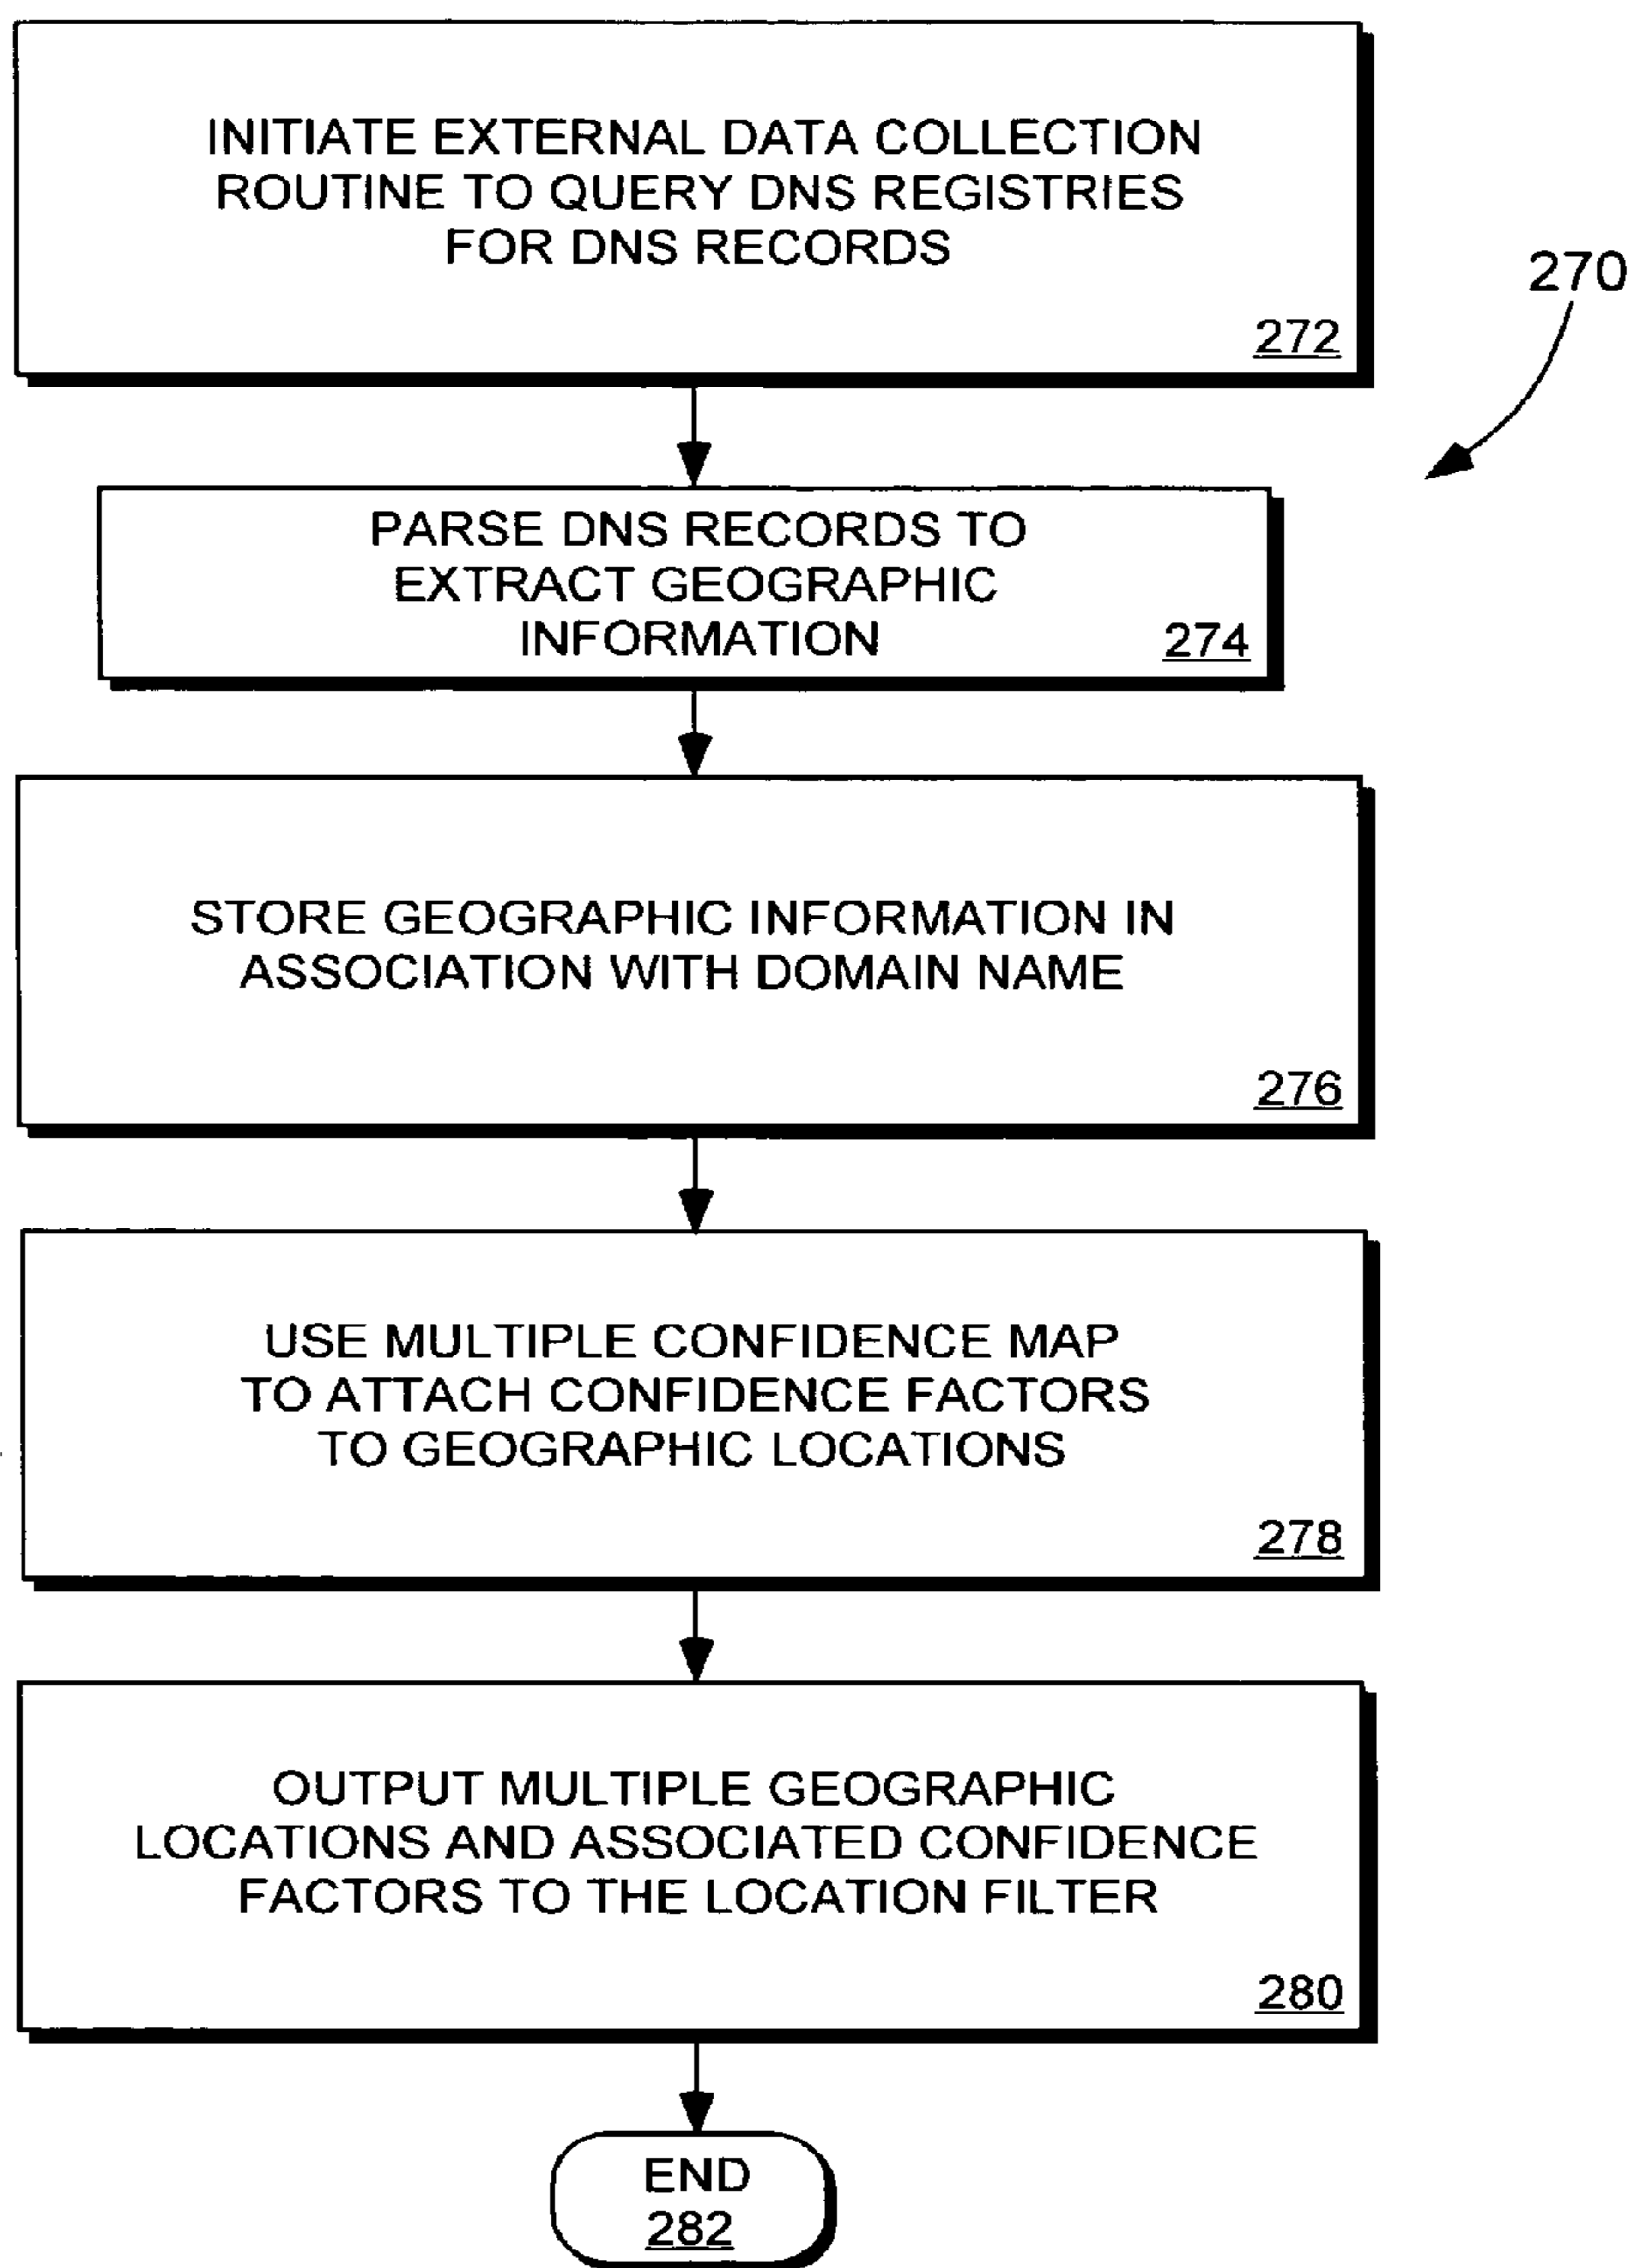 INITIATE EXTERNAL DATA COLLECTION
ROUTINE TO QUERY DNS REGISTRIES
FOR DNS RECORDS
272
270
PARSE DNS RECORDS TO
EXTRACT GEOGRAPHIC
INFORMATION
274
STORE GEOGRAPHIC INFORMATION IN
ASSOCIATION WITH DOMAIN NAME
276
USE MULTIPLE CONFIDENCE MAP
TO ATTACH CONFIDENCE FACTORS
TO GEOGRAPHIC LOCATIONS
278
OUTPUT MULTIPLE GEOGRAPHIC
LOCATIONS AND ASSOCIATED CONFIDENCE
FACTORS TO THE LOCATION FILTER
280
END
282